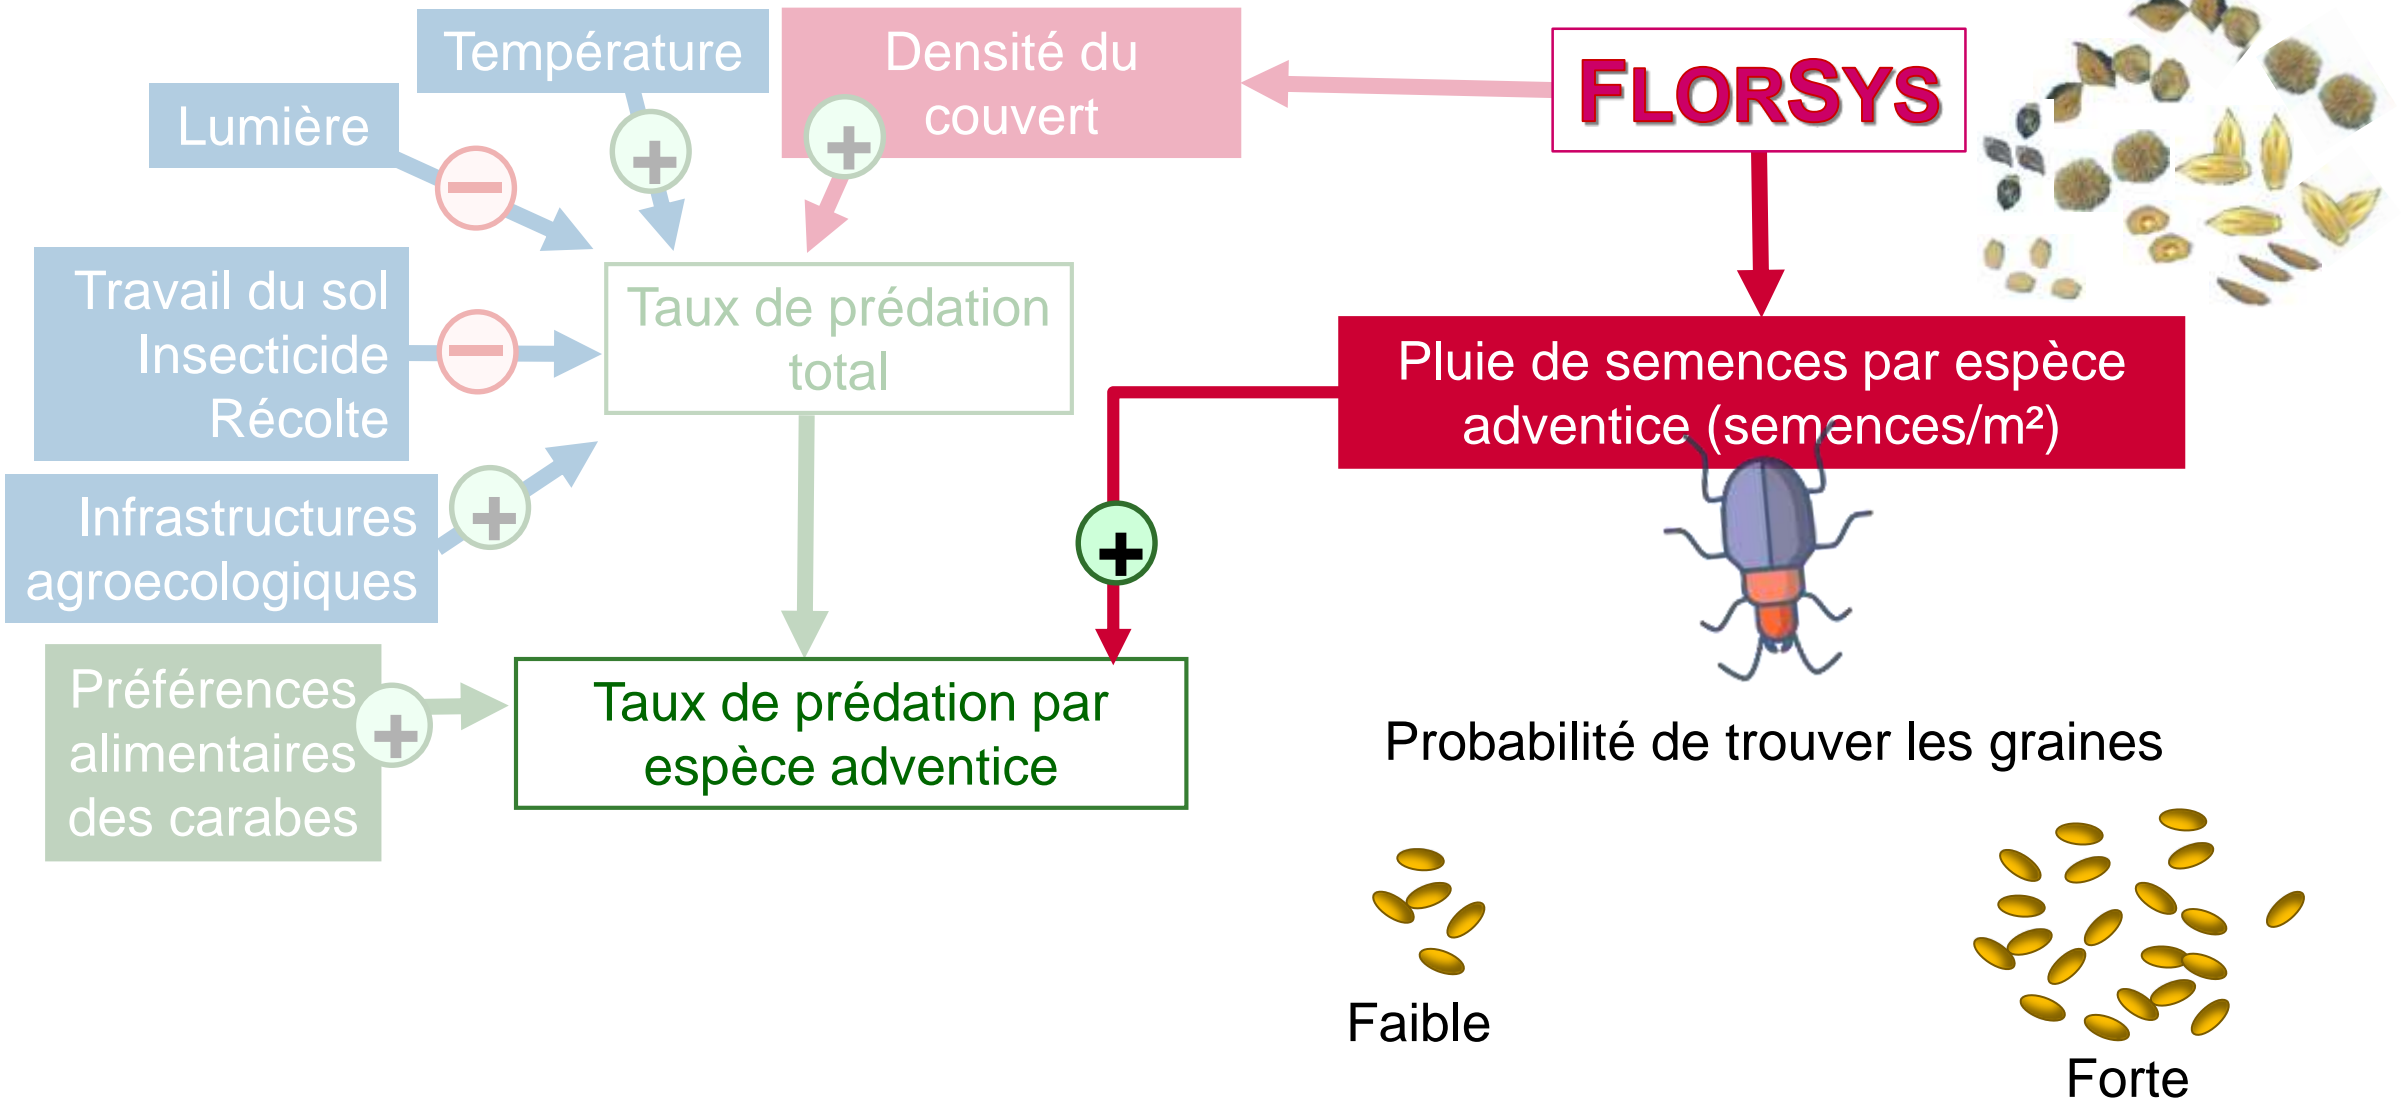 Température
Densité du
couvert
FLORSYS
Lumière
+
+
−
Travail du sol
Insecticide
Récolte
−
Taux de prédation
total
Pluie de semences par espèce
adventice (semences/m²)
Infrastructures
agroecologiques
+
+
Préférences
alimentaires
des carabes
+
Taux de prédation par
espèce adventice
Probabilité de trouver les graines
Faible
Forte